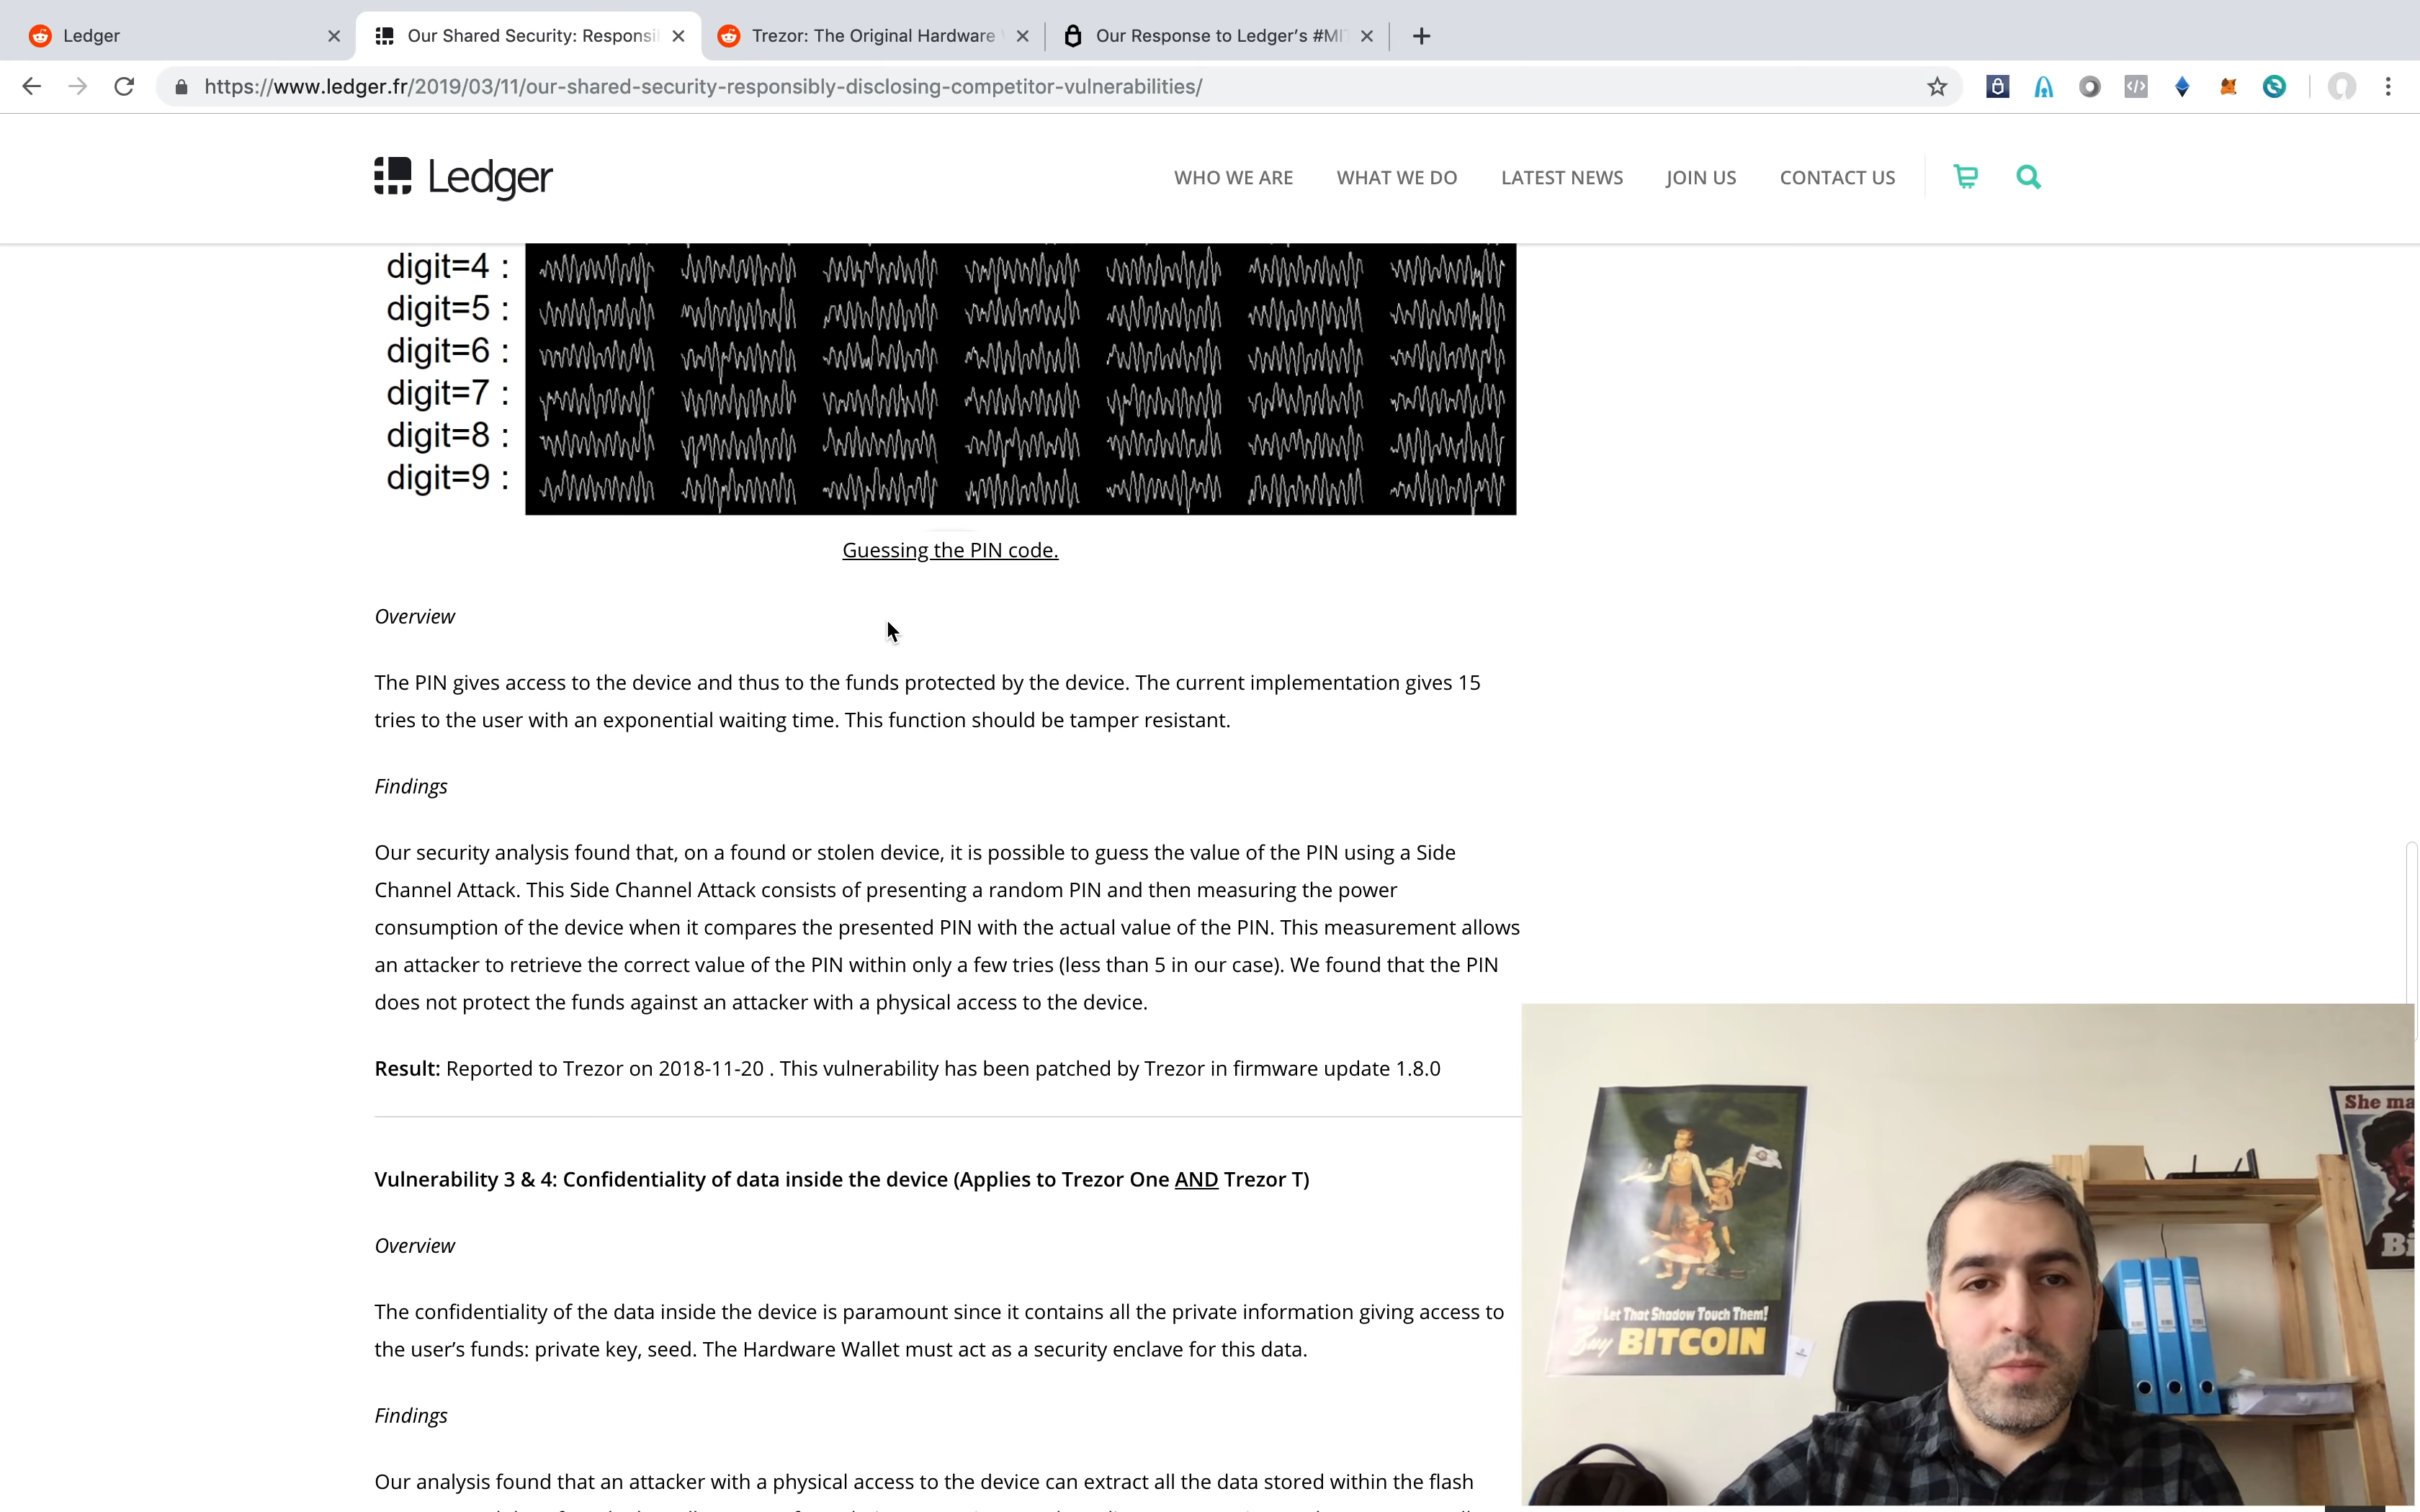 Ledger
Our Shared Security: Responsi
Trezor: The Original Hardware
Our Response to Ledger's #MI
https://www.ledger.fr/2019/03/11/our-shared-security-responsibly-disclosing-competitor-vulnerabilities/
Ledger
WHO WE ARE
WHAT WE DO
LATEST NEWS
JOIN US
CONTACT US
digit=4 :
digit=5 :
digit=6 :
digit=7 :
digit=8 :
digit=9 :
Guessing the PIN code.
Overview
The PIN gives access to the device and thus to the funds protected by the device. The current implementation gives 15
tries to the user with an exponential waiting time. This function should be tamper resistant.
Findings
Our security analysis found that, on a found or stolen device, it is possible to guess the value of the PIN using a Side
Channel Attack. This Side Channel Attack consists of presenting a random PIN and then measuring the power
consumption of the device when it compares the presented PIN with the actual value of the PIN. This measurement allows
an attacker to retrieve the correct value of the PIN within only a few tries (less than 5 in our case). We found that the PIN
does not protect the funds against an attacker with a physical access to the device.
Result: Reported to Trezor on 2018-11-20 . This vulnerability has been patched by Trezor in firmware update 1.8.0
Vulnerability 3 & 4: Confidentiality of data inside the device (Applies to Trezor One AND Trezor T)
Overview
The confidentiality of the data inside the device is paramount since it contains all the private information giving access to
the user's funds: private key, seed. The Hardware Wallet must act as a security enclave for this data.
Findings
Our analysis found that an attacker with a physical access to the device can extract all the data stored within the flash
Let That Shadow Touch Them!
Buy BITCOIN
She ma
Bi